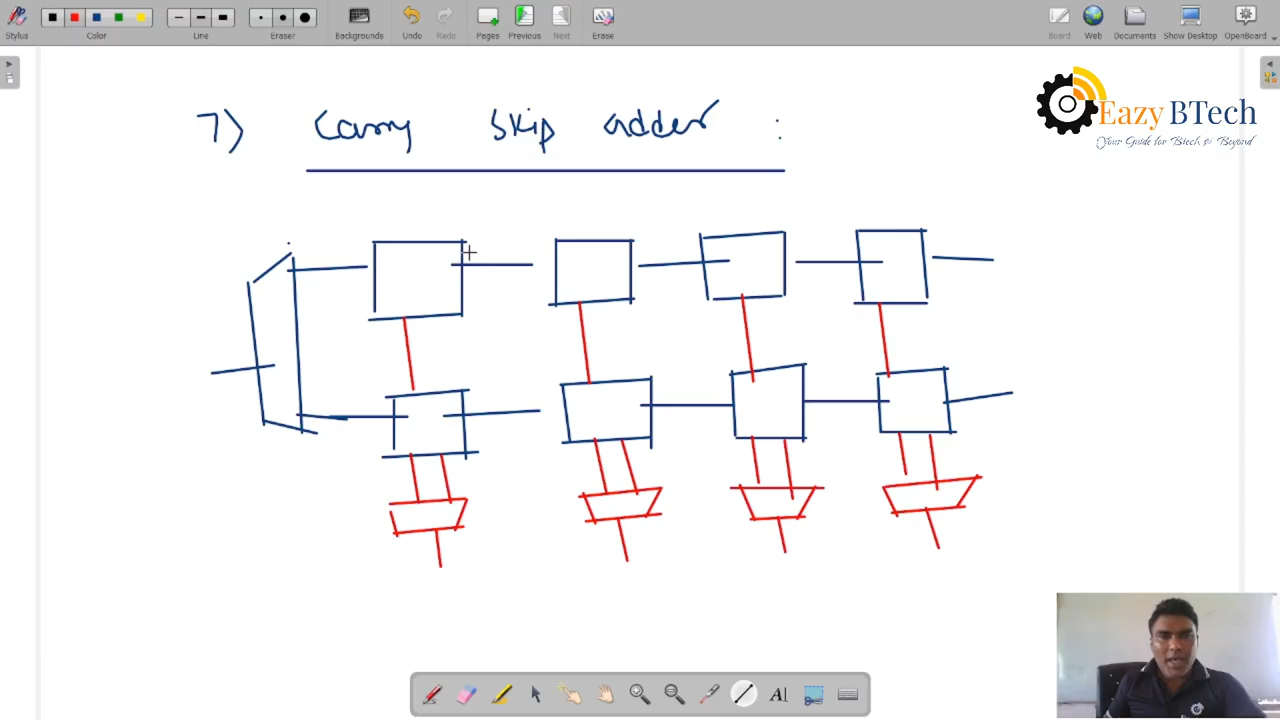 Stylus
Color
Line
Eraser
Backgrounds
Undo
Redo
Pages
Previous
Next
Erase
Board
Web
Documents
Show Desktop
OpenBoard
Eazy BTech
Your Guide for Btech & Beyond
7) Carry skip adder :